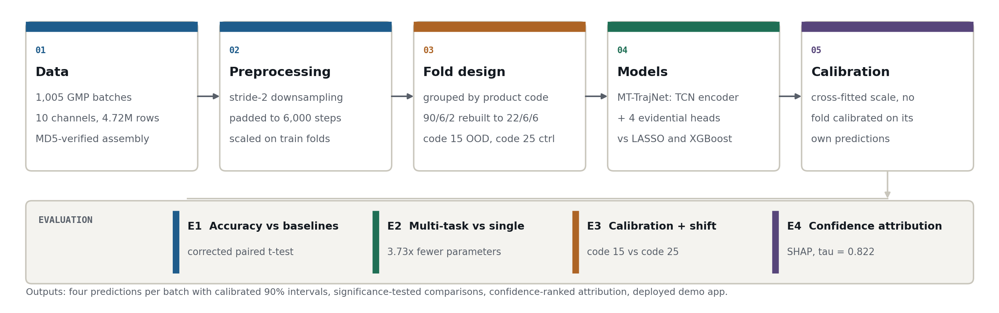 01
Data
1,005 GMP batches
10 channels, 4.72M rows
MD5-verified assembly
02
Preprocessing
stride-2 downsampling
padded to 6,000 steps
scaled on train folds
03
Fold design
grouped by product code
90/6/2 rebuilt to 22/6/6
code 15 OOD, code 25 ctrl
04
Models
MT-TrajNet: TCN encoder
+ 4 evidential heads
vs LASSO and XGBoost
05
Calibration
cross-fitted scale, no
fold calibrated on its
own predictions
EVALUATION
E1 Accuracy vs baselines
corrected paired t-test
E2 Multi-task vs single
3.73x fewer parameters
E3 Calibration + shift
code 15 vs code 25
E4 Confidence attribution
SHAP, tau = 0.822
Outputs: four predictions per batch with calibrated 90% intervals, significance-tested comparisons, confidence-ranked attribution, deployed demo app.